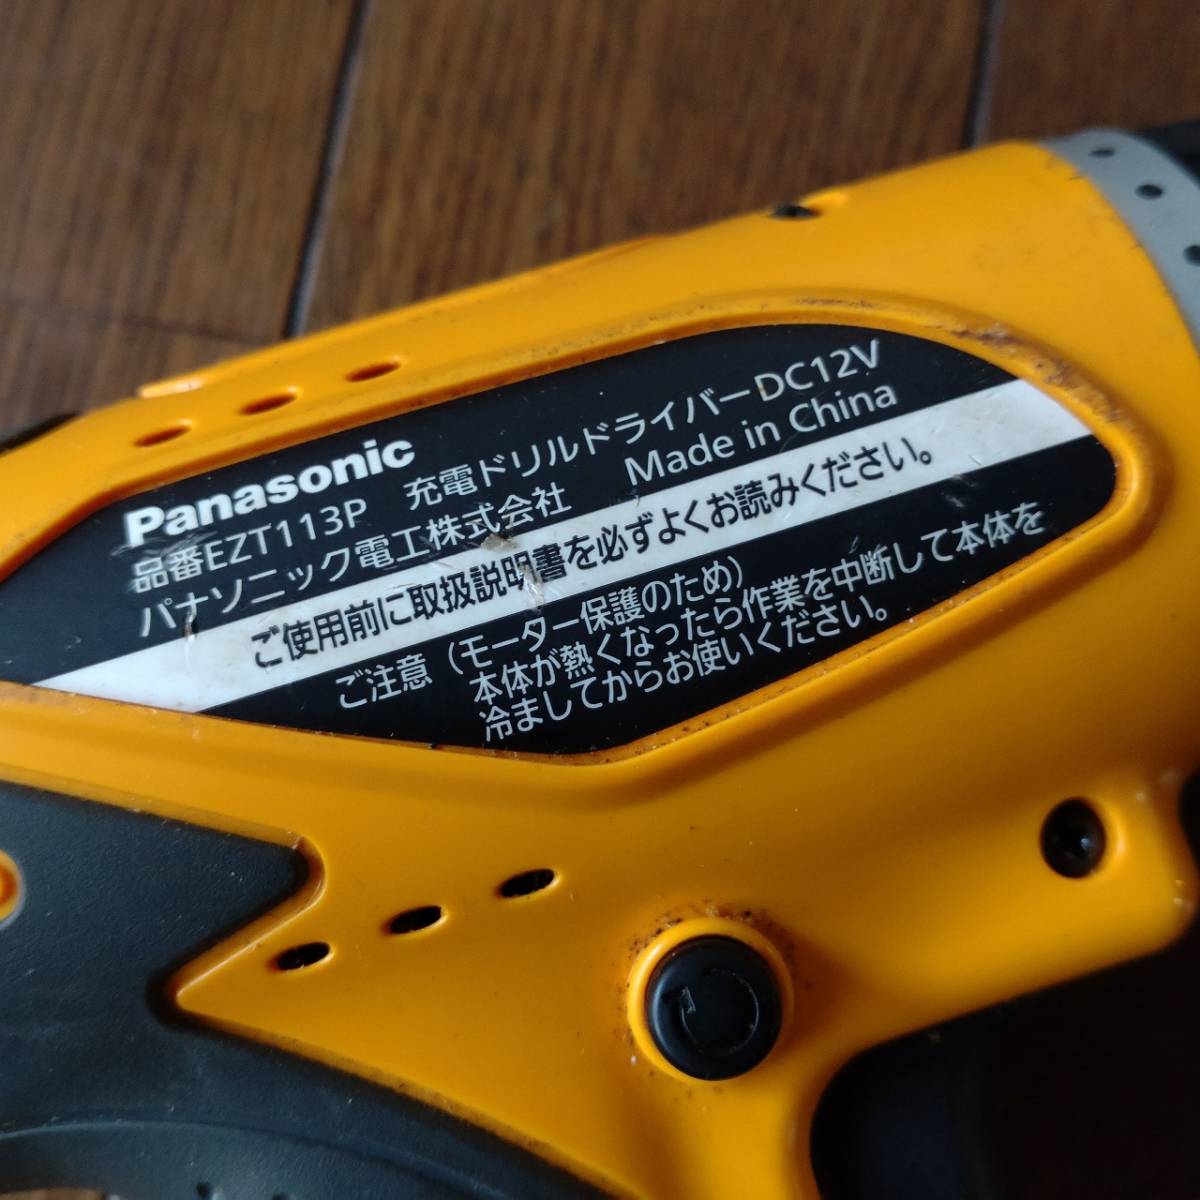 Panasonic
品番EZT113P 充電ドリルドライバーDC12V
パナソニック電工株式会社 Made in China
ご使用前に取扱説明書を必ずよくお読みください。
ご注意（モーター保護のため）
本体が熱くなったら作業を中断して本体を
冷ましてからお使いください。